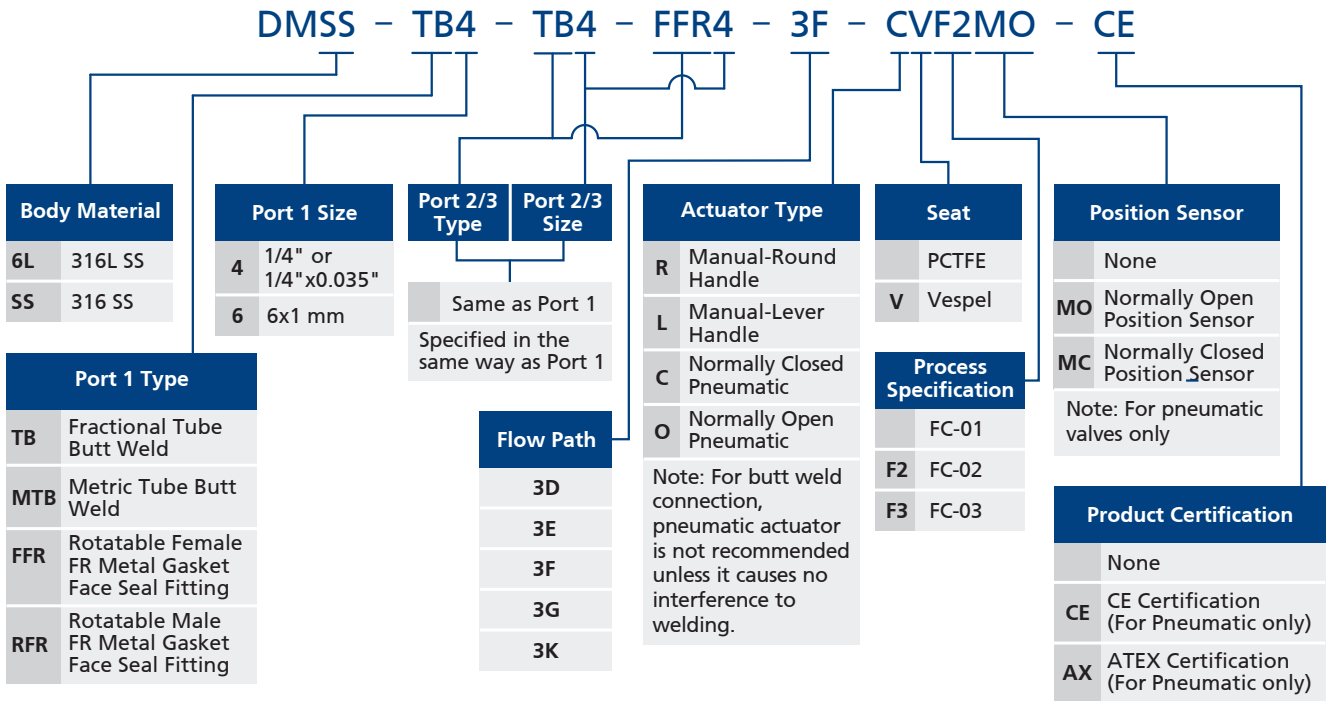 DMSS – TB4 – TB4 – FFR4 – 3F – CVF2MO – CE
Body Material
6L 316L SS
SS 316 SS
Port 1 Type
TB Fractional Tube
Butt Weld
MTB Metric Tube Butt
Weld
FFR Rotatable Female
FR Metal Gasket
Face Seal Fitting
RFR Rotatable Male
FR Metal Gasket
Face Seal Fitting
Port 1 Size
4 1/4" or
1/4"x0.035"
6 6x1 mm
Port 2/3
Type
Port 2/3
Size
Same as Port 1
Specified in the
same way as Port 1
Flow Path
3D
3E
3F
3G
3K
Actuator Type
R Manual-Round
Handle
L Manual-Lever
Handle
C Normally Closed
Pneumatic
O Normally Open
Pneumatic
Note: For butt weld
connection,
pneumatic actuator
is not recommended
unless it causes no
interference to
welding.
Seat
PCTFE
V Vespel
Process
Specification
FC-01
F2 FC-02
F3 FC-03
Position Sensor
None
MO Normally Open
Position Sensor
MC Normally Closed
Position Sensor
Note: For pneumatic
valves only
Product Certification
None
CE CE Certification
(For Pneumatic only)
AX ATEX Certification
(For Pneumatic only)